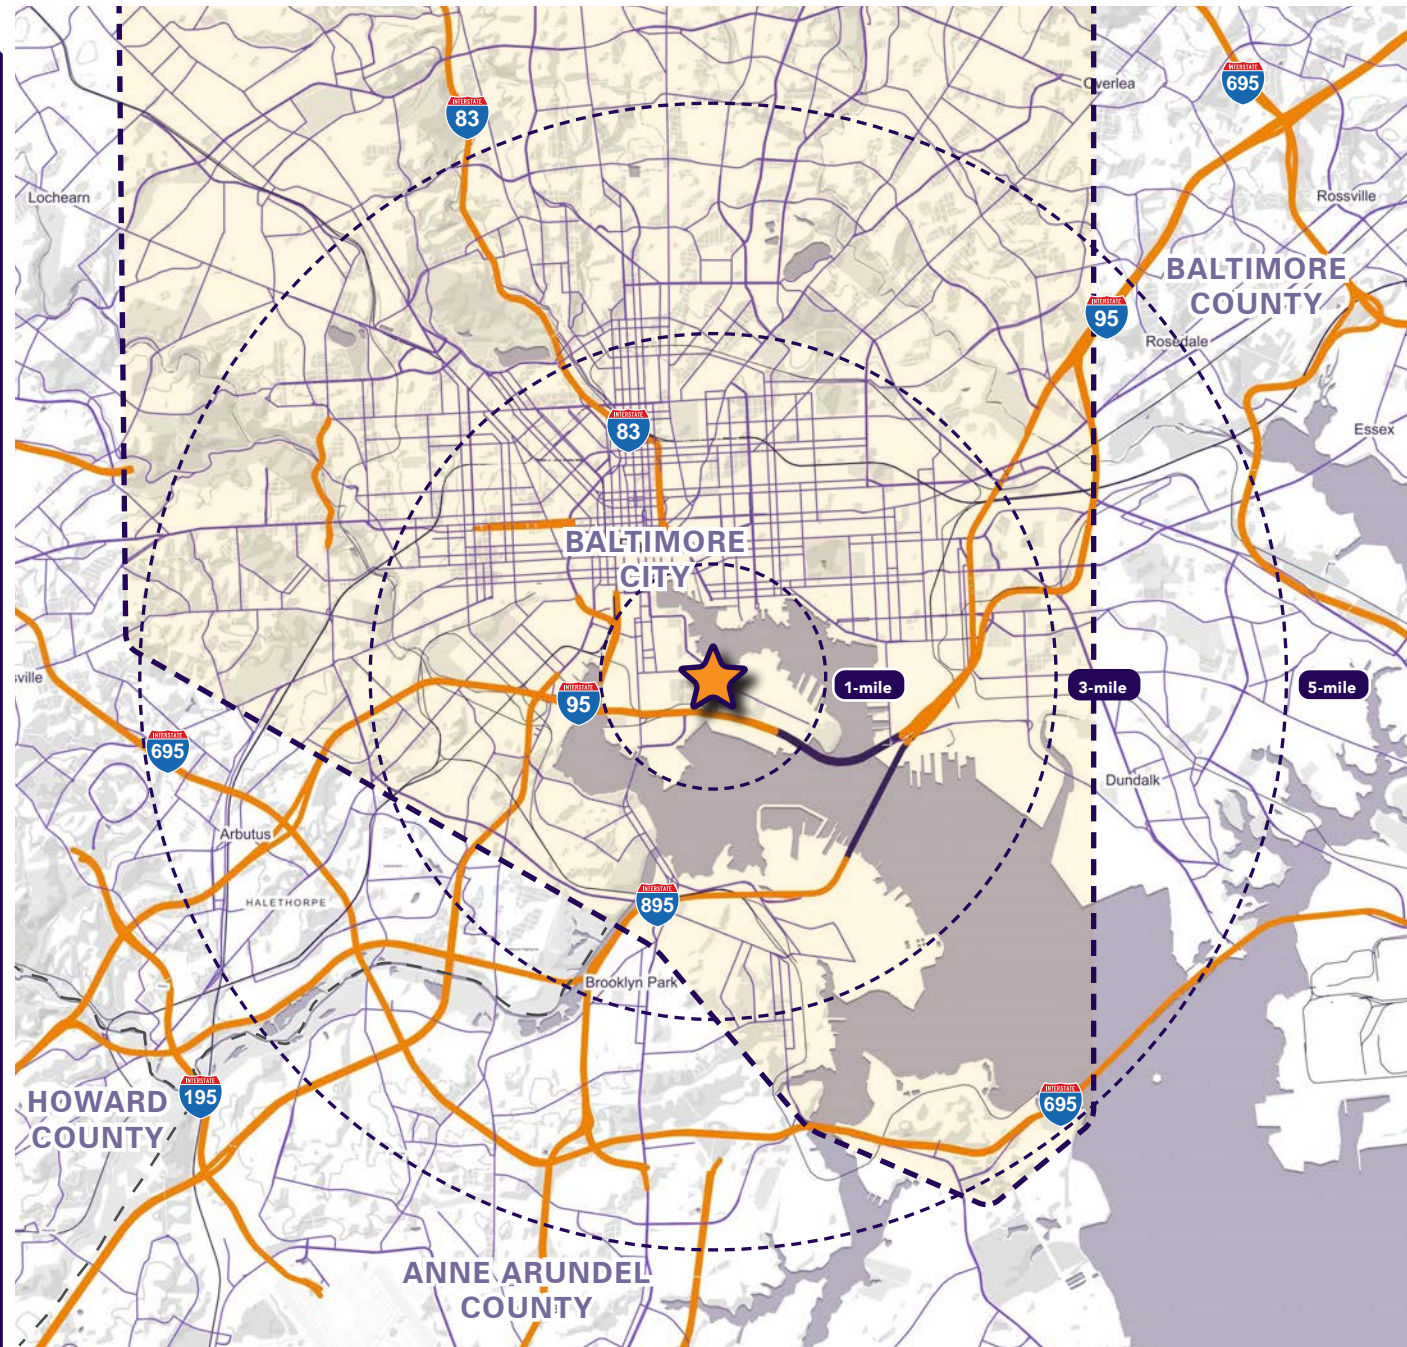 Overlea
INTERSTATE
695
INTERSTATE
83
Lochearn
Rossville
BALTIMORE
COUNTY
INTERSTATE
95
Rosedale
INTERSTATE
83
Essex
BALTIMORE
CITY
sville
1-mile
3-mile
5-mile
INTERSTATE
95
INTERSTATE
695
Dundalk
Arbutus
HALETHORPE
INTERSTATE
895
Brooklyn Park
HOWARD
COUNTY
INTERSTATE
195
INTERSTATE
695
ANNE ARUNDEL
COUNTY